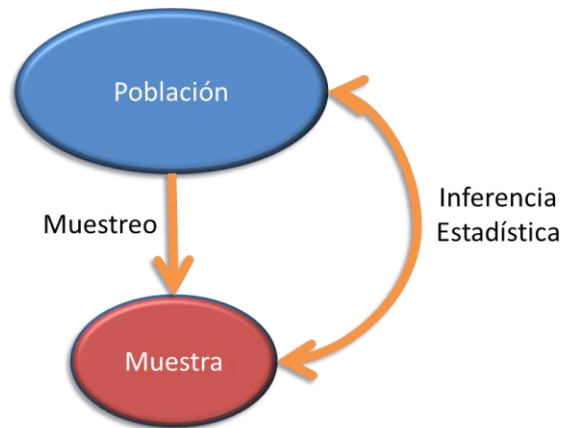 Población
Muestreo
Inferencia
Estadística
Muestra